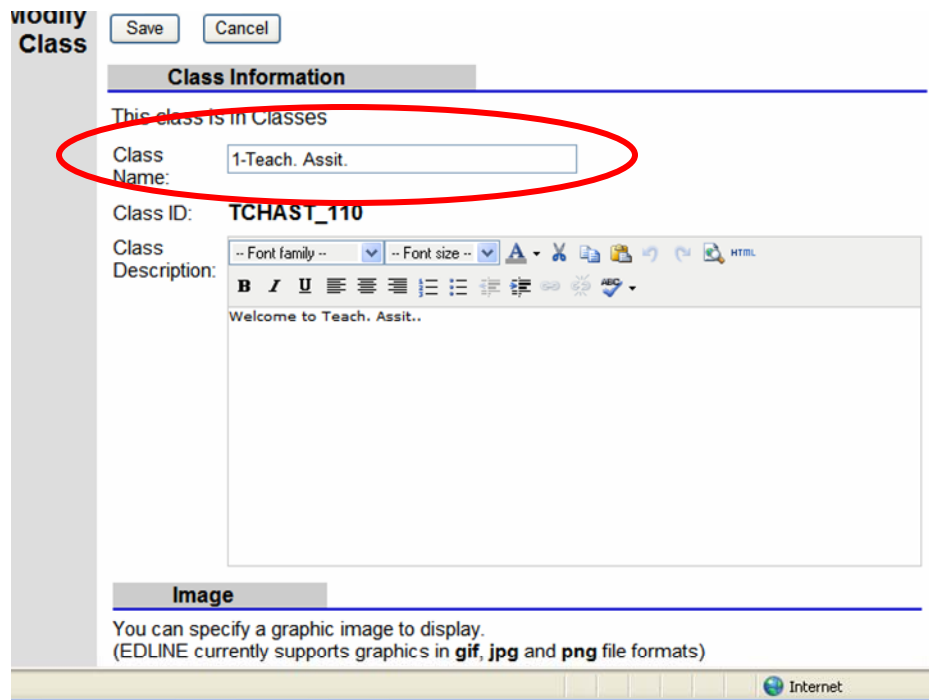 Modify
Class
Save Cancel
Class Information
This class is in Classes
Class
Name:
1-Teach. Assit.
Class ID: TCHAST_110
Class
Description:
-- Font family -- -- Font size -- A HTML
B I U ABC
Welcome to Teach. Assit..
Image
You can specify a graphic image to display.
(EDLINE currently supports graphics in gif, jpg and png file formats)
Internet